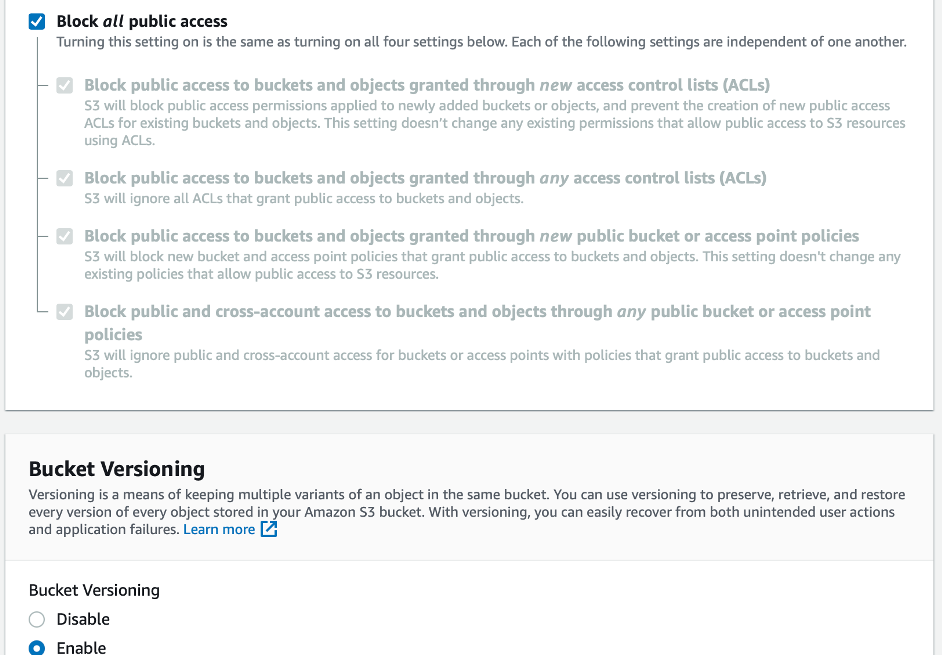 Block all public access
Turning this setting on is the same as turning on all four settings below. Each of the following settings are independent of one another.
Block public access to buckets and objects granted through new access control lists (ACLs)
S3 will block public access permissions applied to newly added buckets or objects, and prevent the creation of new public access
ACLs for existing buckets and objects. This setting doesn't change any existing permissions that allow public access to S3 resources
using ACLs.
Block public access to buckets and objects granted through any access control lists (ACLs)
S3 will ignore all ACLs that grant public access to buckets and objects.
Block public access to buckets and objects granted through new public bucket or access point policies
S3 will block new bucket and access point policies that grant public access to buckets and objects. This setting doesn't change any
existing policies that allow public access to S3 resources.
Block public and cross-account access to buckets and objects through any public bucket or access point
policies
S3 will ignore public and cross-account access for buckets or access points with policies that grant public access to buckets and
objects.
Bucket Versioning
Versioning is a means of keeping multiple variants of an object in the same bucket. You can use versioning to preserve, retrieve, and restore
every version of every object stored in your Amazon S3 bucket. With versioning, you can easily recover from both unintended user actions
and application failures. Learn more
Bucket Versioning
Disable
Enable